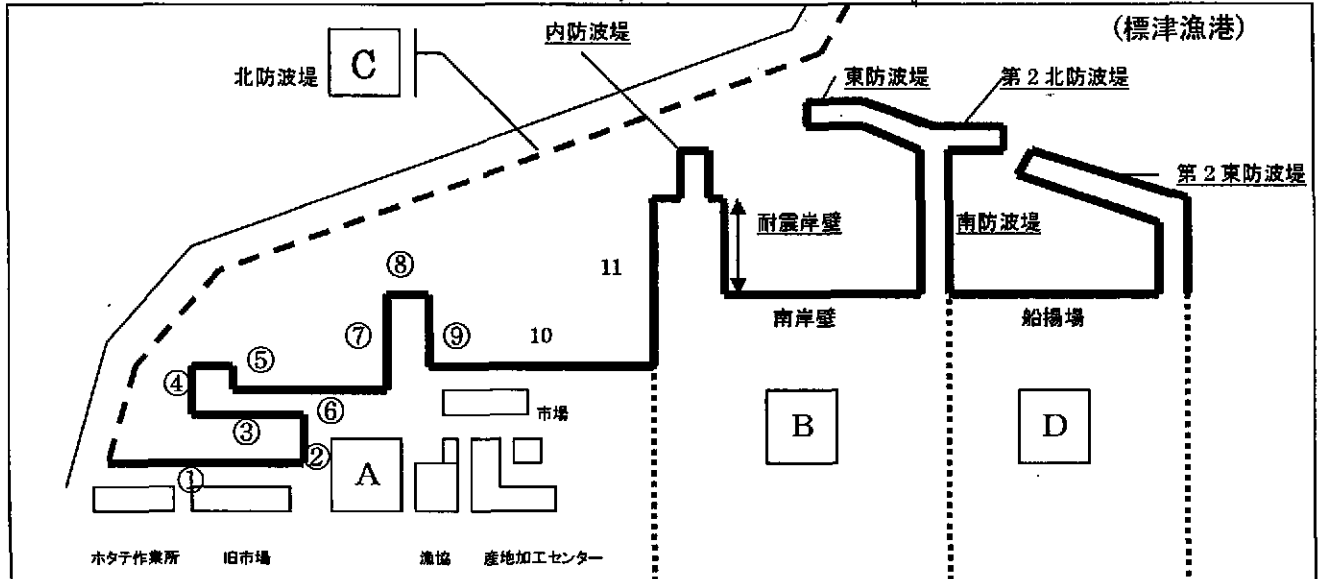 (標津漁港)
内防波堤
北防波堤
C
東防波堤
第2北防波堤
第2東防波堤
耐震岸壁
南防波堤
11
⑧
南岸壁
船揚場
⑦
⑨
10
⑤
④
⑥
市場
③
②
A
B
D
①
ホタテ作業所
旧市場
漁協
産地加工センター